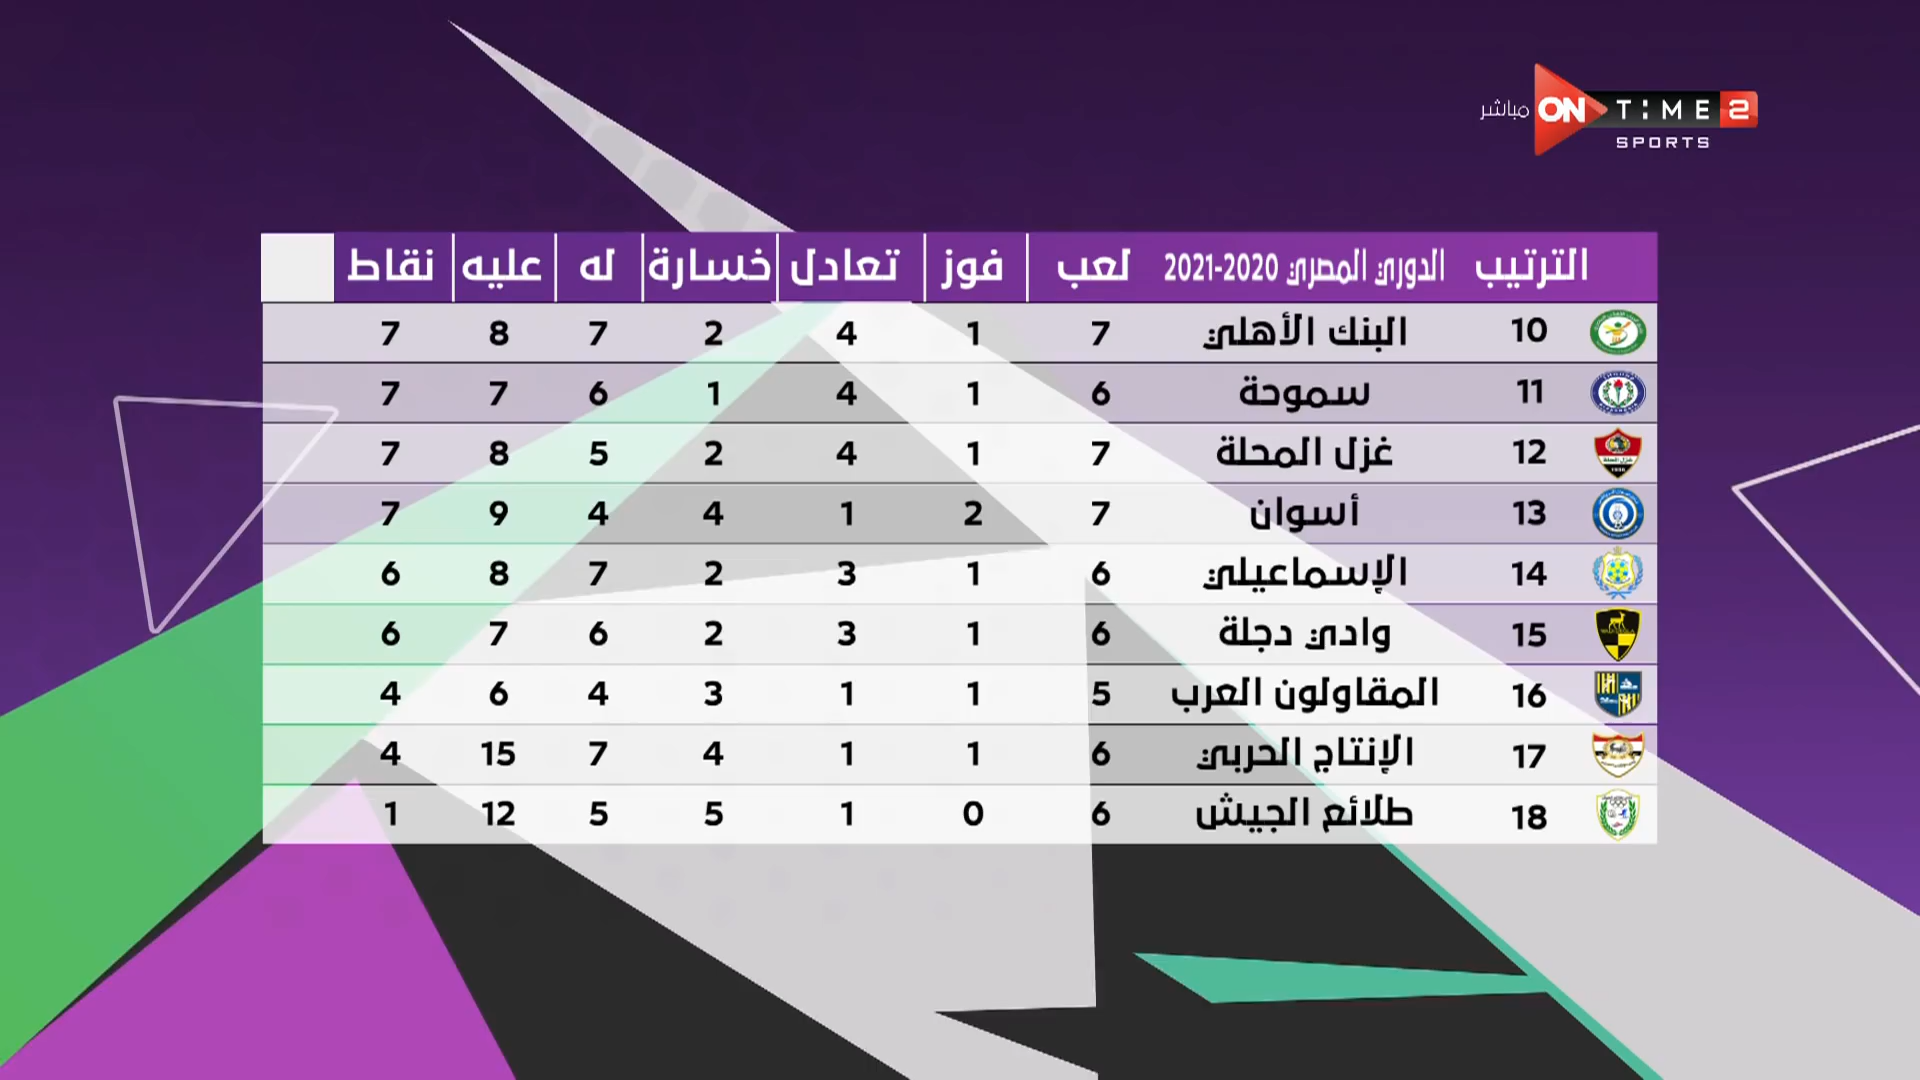 مباشر ON TIME 2
SPORTS
الترتيب الدوري المصري 2020-2021 لعب فوز تعادل خسارة له عليه نقاط
10 البنك الأهلي 7 1 4 2 7 8 7
11 سموحة 6 1 4 1 6 7 7
12 غزل المحلة 7 1 4 2 5 8 7
13 أسوان 7 2 1 4 4 9 7
14 الإسماعيلي 6 1 3 2 7 8 6
15 وادي دجلة 6 1 3 2 6 7 6
16 المقاولون العرب 5 1 1 3 4 6 4
17 الإنتاج الحربي 6 1 1 4 7 15 4
18 طلائع الجيش 6 0 1 5 5 12 1